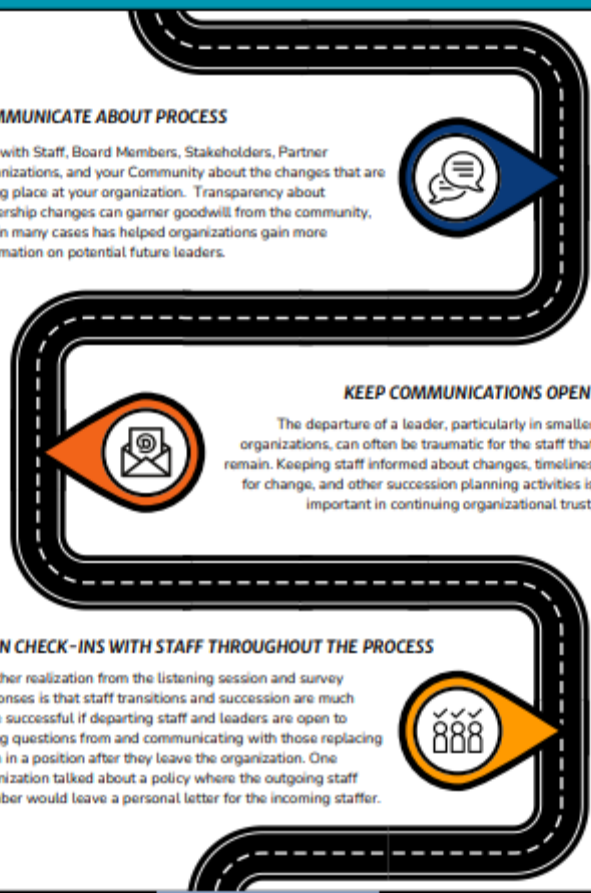 MMUNICATE ABOUT PROCESS
with Staff, Board Members, Stakeholders, Partner
nizations, and your Community about the changes that are
g place at your organization. Transparency about
ership changes can garner goodwill from the community,
n many cases has helped organizations gain more
mation on potential future leaders.
KEEP COMMUNICATIONS OPEN
The departure of a leader, particularly in smaller
organizations, can often be traumatic for the staff that
remain. Keeping staff informed about changes, timelines
for change, and other succession planning activities is
important in continuing organizational trust
N CHECK-INS WITH STAFF THROUGHOUT THE PROCESS
her realization from the listening session and survey
onses is that staff transitions and succession are much
successful if departing staff and leaders are open to
g questions from and communicating with those replacing
in a position after they leave the organization. One
nization talked about a policy where the outgoing staff
ber would leave a personal letter for the incoming staffer.